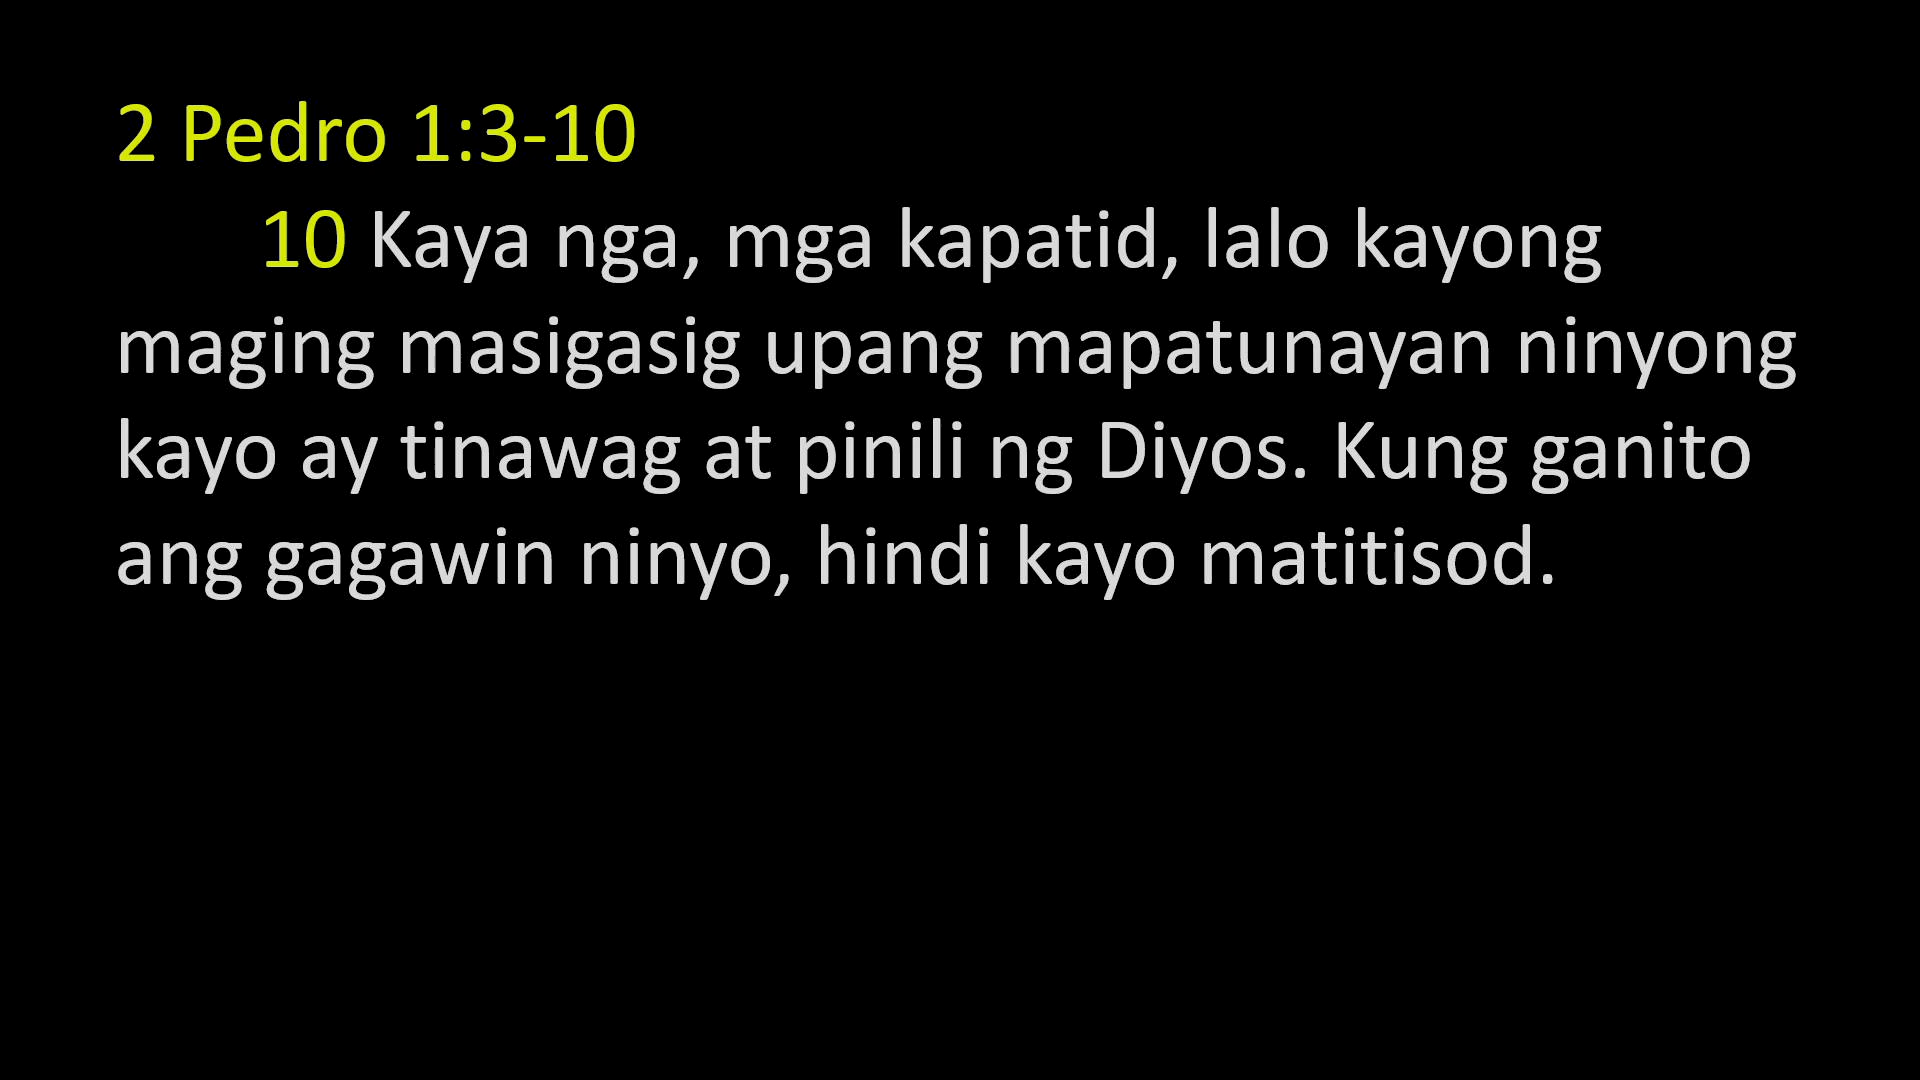 2 Pedro 1:3-10
10 Kaya nga, mga kapatid, lalo kayong
maging masigasig upang mapatunayan ninyong
kayo ay tinawag at pinili ng Diyos. Kung ganito
ang gagawin ninyo, hindi kayo matitisod.